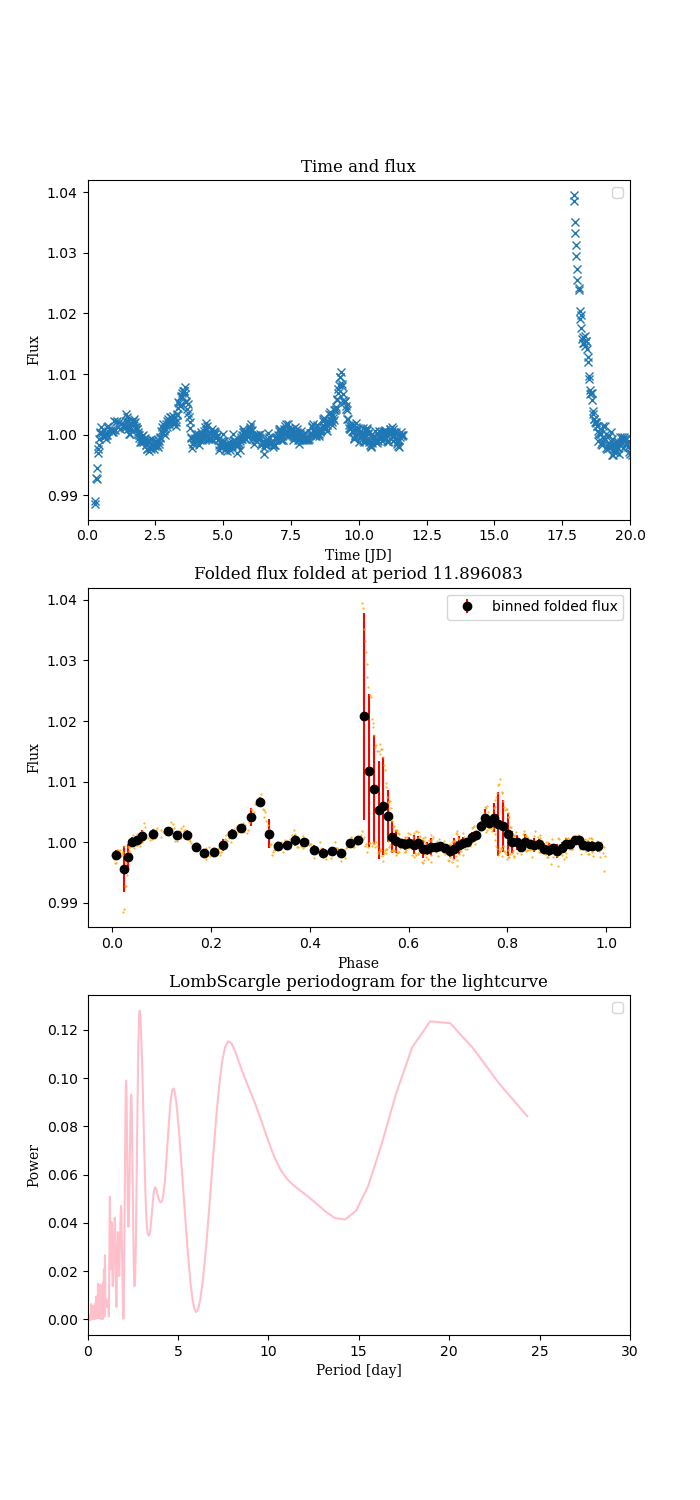 Time and flux
1.04
1.03
1.02
1.01
1.00
0.99
Flux
0.0 2.5 5.0 7.5 10.0 12.5 15.0 17.5 20.0
Time [JD]
Folded flux folded at period 11.896083
1.04
1.03
1.02
1.01
1.00
0.99
Flux
binned folded flux
0.0 0.2 0.4 0.6 0.8 1.0
Phase
LombScargle periodogram for the lightcurve
0.12
0.10
0.08
0.06
0.04
0.02
0.00
Power
0 5 10 15 20 25 30
Period [day]